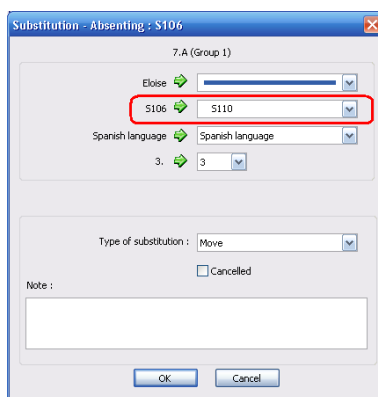 Substitution - Absenting : S106
7.A (Group 1)
Eloise
S106 S110
Spanish language Spanish language
3. 3
Type of substitution : Move
Cancelled
Note :
OK Cancel